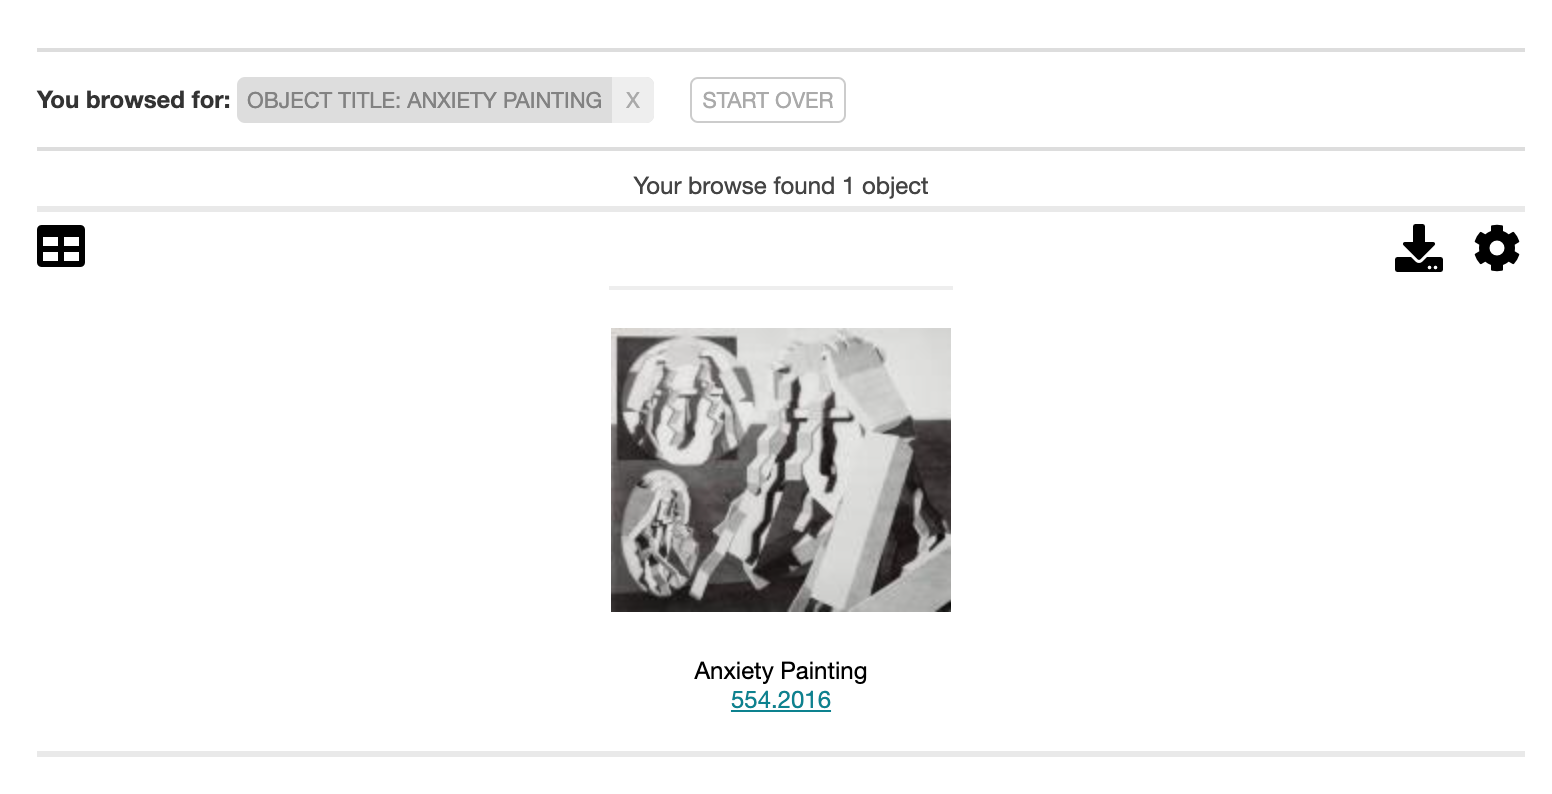 You browsed for: OBJECT TITLE: ANXIETY PAINTING X START OVER
Your browse found 1 object
Anxiety Painting
554.2016